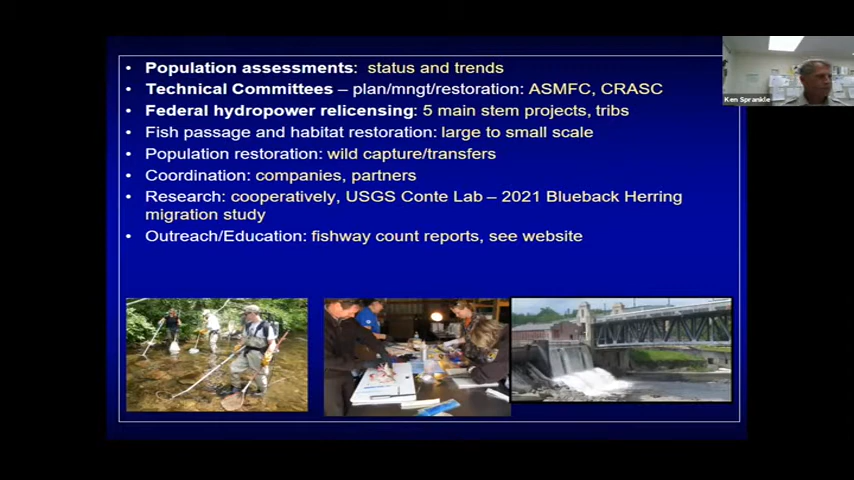 • Population assessments: status and trends
• Technical Committees – plan/mngt/restoration: ASMFC, CRASC
• Federal hydropower relicensing: 5 main stem projects, tribs
• Fish passage and habitat restoration: large to small scale
• Population restoration: wild capture/transfers
• Coordination: companies, partners
• Research: cooperatively, USGS Conte Lab – 2021 Blueback Herring
migration study
• Outreach/Education: fishway count reports, see website
Ken Sprankle